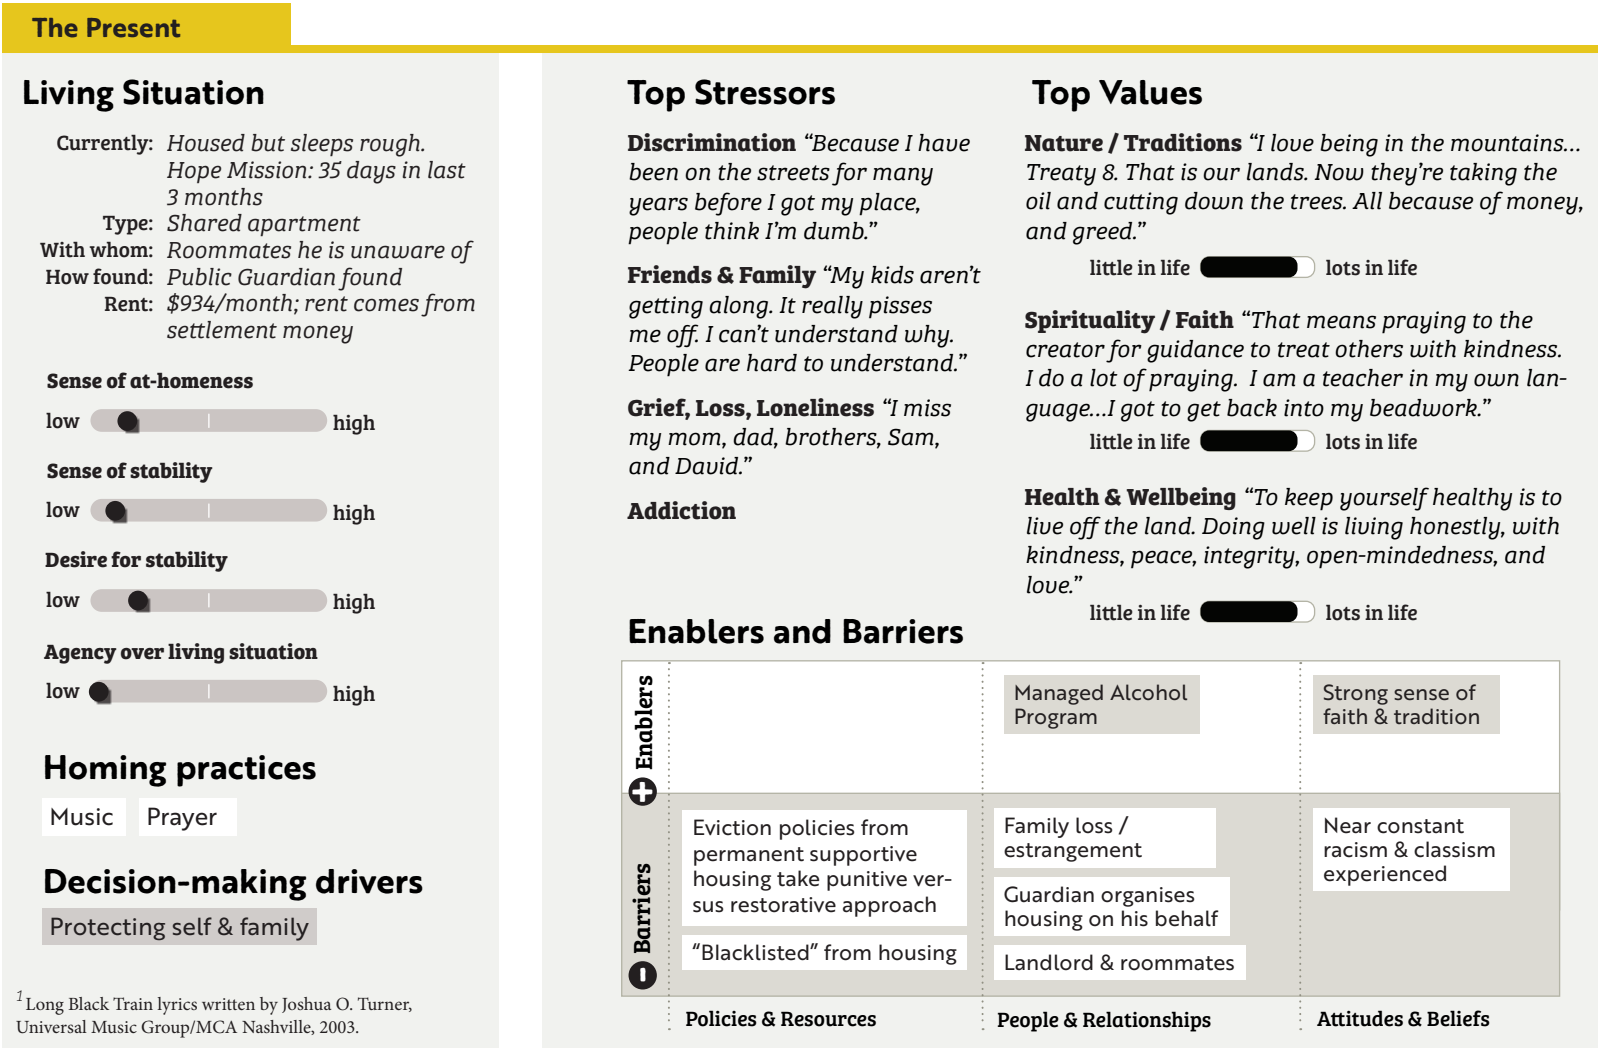 The Present
Living Situation
Currently: Housed but sleeps rough.
Hope Mission: 35 days in last
3 months
Type: Shared apartment
With whom: Roommates he is unaware of
How found: Public Guardian found
Rent: $934/month; rent comes from
settlement money
Sense of at-homeness
low high
Sense of stability
low high
Desire for stability
low high
Agency over living situation
low high
Homing practices
Music Prayer
Decision-making drivers
Protecting self & family
1 Long Black Train lyrics written by Joshua O. Turner,
Universal Music Group/MCA Nashville, 2003.
Top Stressors
Discrimination “Because I have
been on the streets for many
years before I got my place,
people think I’m dumb.”
Friends & Family “My kids aren’t
getting along. It really pisses
me off. I can’t understand why.
People are hard to understand.”
Grief, Loss, Loneliness “I miss
my mom, dad, brothers, Sam,
and David.”
Addiction
Top Values
Nature / Traditions “I love being in the mountains...
Treaty 8. That is our lands. Now they’re taking the
oil and cutting down the trees. All because of money,
and greed.”
little in life lots in life
Spirituality / Faith “That means praying to the
creator for guidance to treat others with kindness.
I do a lot of praying. I am a teacher in my own lan-
guage...I got to get back into my beadwork.”
little in life lots in life
Health & Wellbeing “To keep yourself healthy is to
live off the land. Doing well is living honestly, with
kindness, peace, integrity, open-mindedness, and
love.”
little in life lots in life
Enablers and Barriers
Enablers
Managed Alcohol
Program
Strong sense of
faith & tradition
Barriers
Eviction policies from
permanent supportive
housing take punitive ver-
sus restorative approach
“Blacklisted” from housing
Family loss /
estrangement
Guardian organises
housing on his behalf
Landlord & roommates
Near constant
racism & classism
experienced
Policies & Resources
People & Relationships
Attitudes & Beliefs